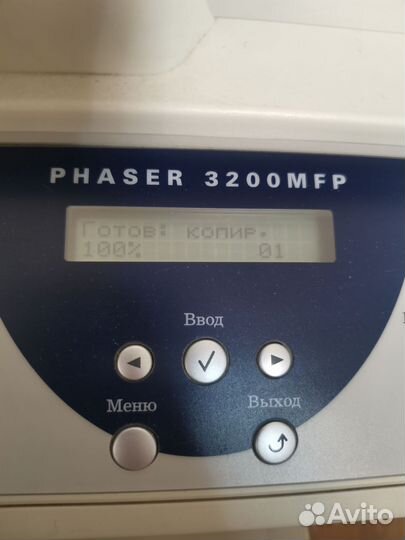 PHASER 3200MFP
Готов: копир.
100% 01
Ввод
Меню
Выход
Avito